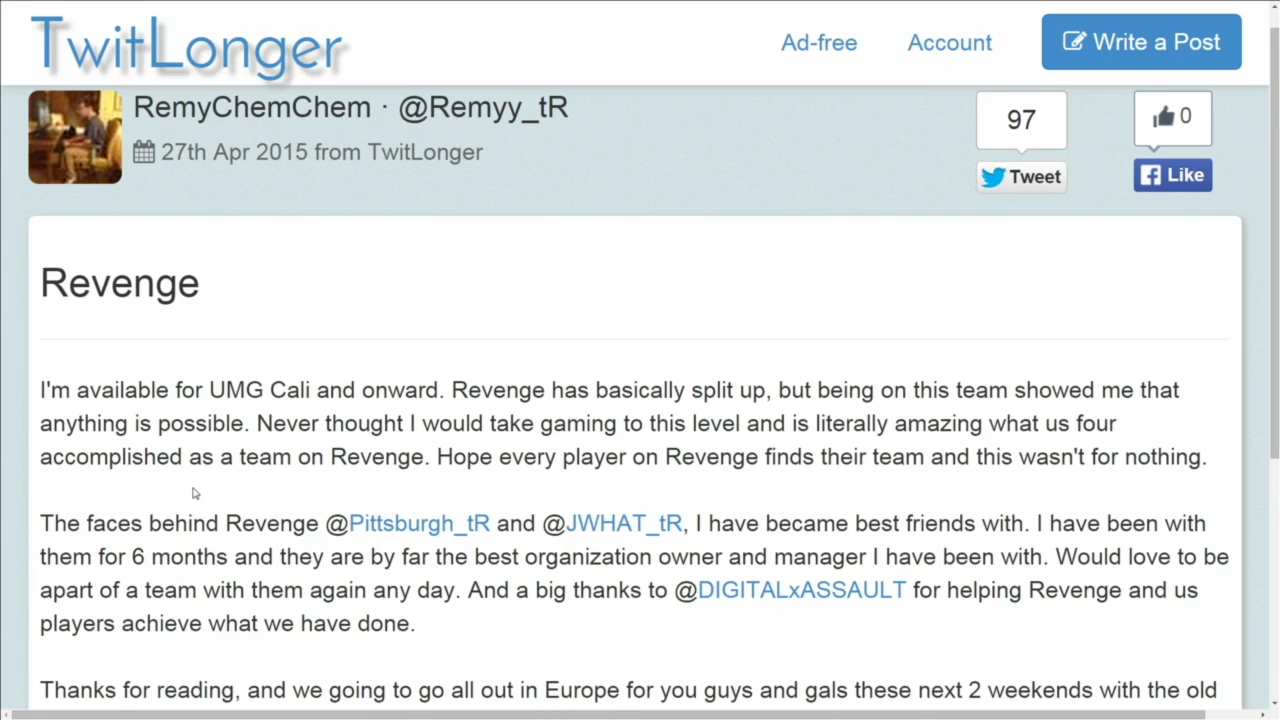 TwitLonger
Ad-free
Account
Write a Post
RemyChemChem · @Remyy_tR
27th Apr 2015 from TwitLonger
97
Tweet
0
Like
Revenge
I'm available for UMG Cali and onward. Revenge has basically split up, but being on this team showed me that
anything is possible. Never thought I would take gaming to this level and is literally amazing what us four
accomplished as a team on Revenge. Hope every player on Revenge finds their team and this wasn't for nothing.
The faces behind Revenge @Pittsburgh_tR and @JWHAT_tR, I have became best friends with. I have been with
them for 6 months and they are by far the best organization owner and manager I have been with. Would love to be
apart of a team with them again any day. And a big thanks to @DIGITALxASSAULT for helping Revenge and us
players achieve what we have done.
Thanks for reading, and we going to go all out in Europe for you guys and gals these next 2 weekends with the old